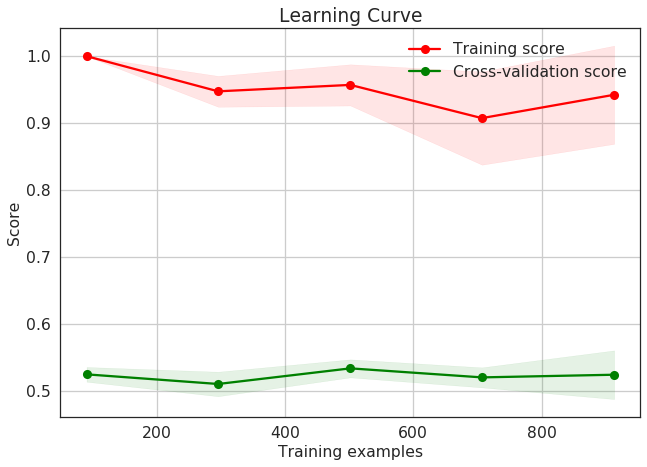 Learning Curve
Training score
Cross-validation score
1.0
0.9
0.8
0.7
0.6
0.5
Score
200
400
600
800
Training examples